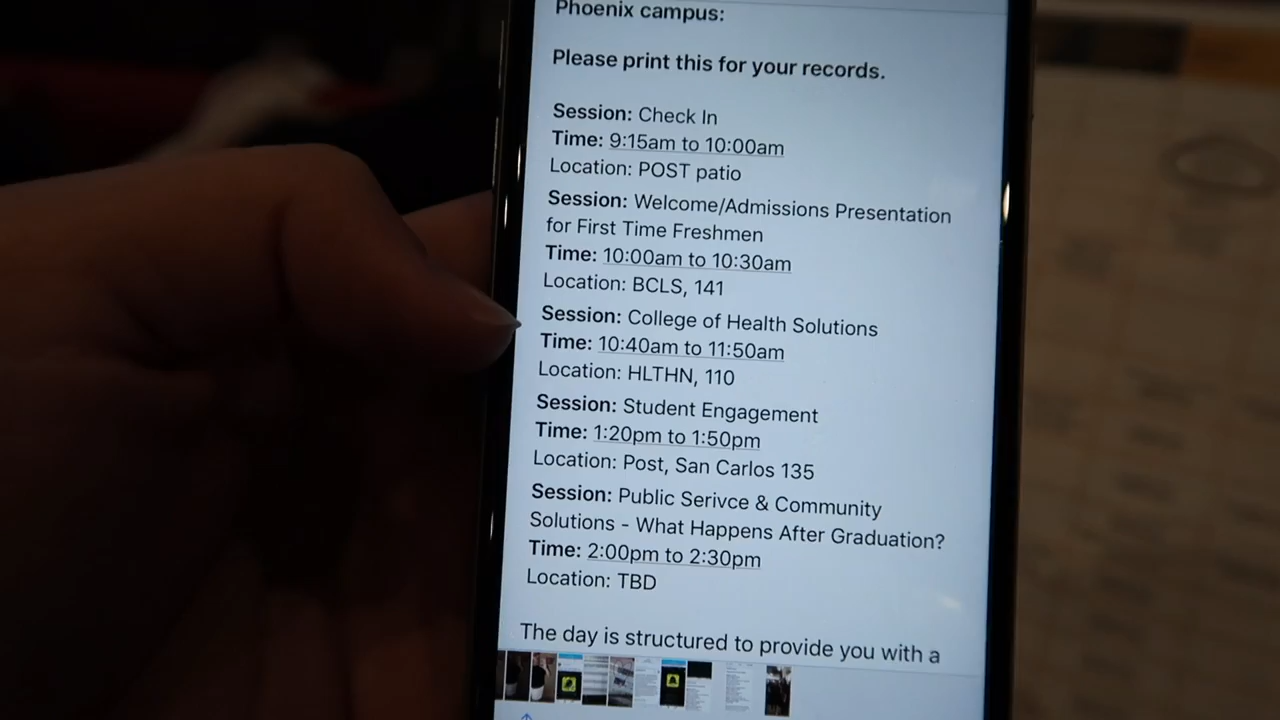 Phoenix campus:
Please print this for your records.
Session: Check In
Time: 9:15am to 10:00am
Location: POST patio
Session: Welcome/Admissions Presentation
for First Time Freshmen
Time: 10:00am to 10:30am
Location: BCLS, 141
Session: College of Health Solutions
Time: 10:40am to 11:50am
Location: HLTHN, 110
Session: Student Engagement
Time: 1:20pm to 1:50pm
Location: Post, San Carlos 135
Session: Public Serivce & Community
Solutions - What Happens After Graduation?
Time: 2:00pm to 2:30pm
Location: TBD
The day is structured to provide you with a